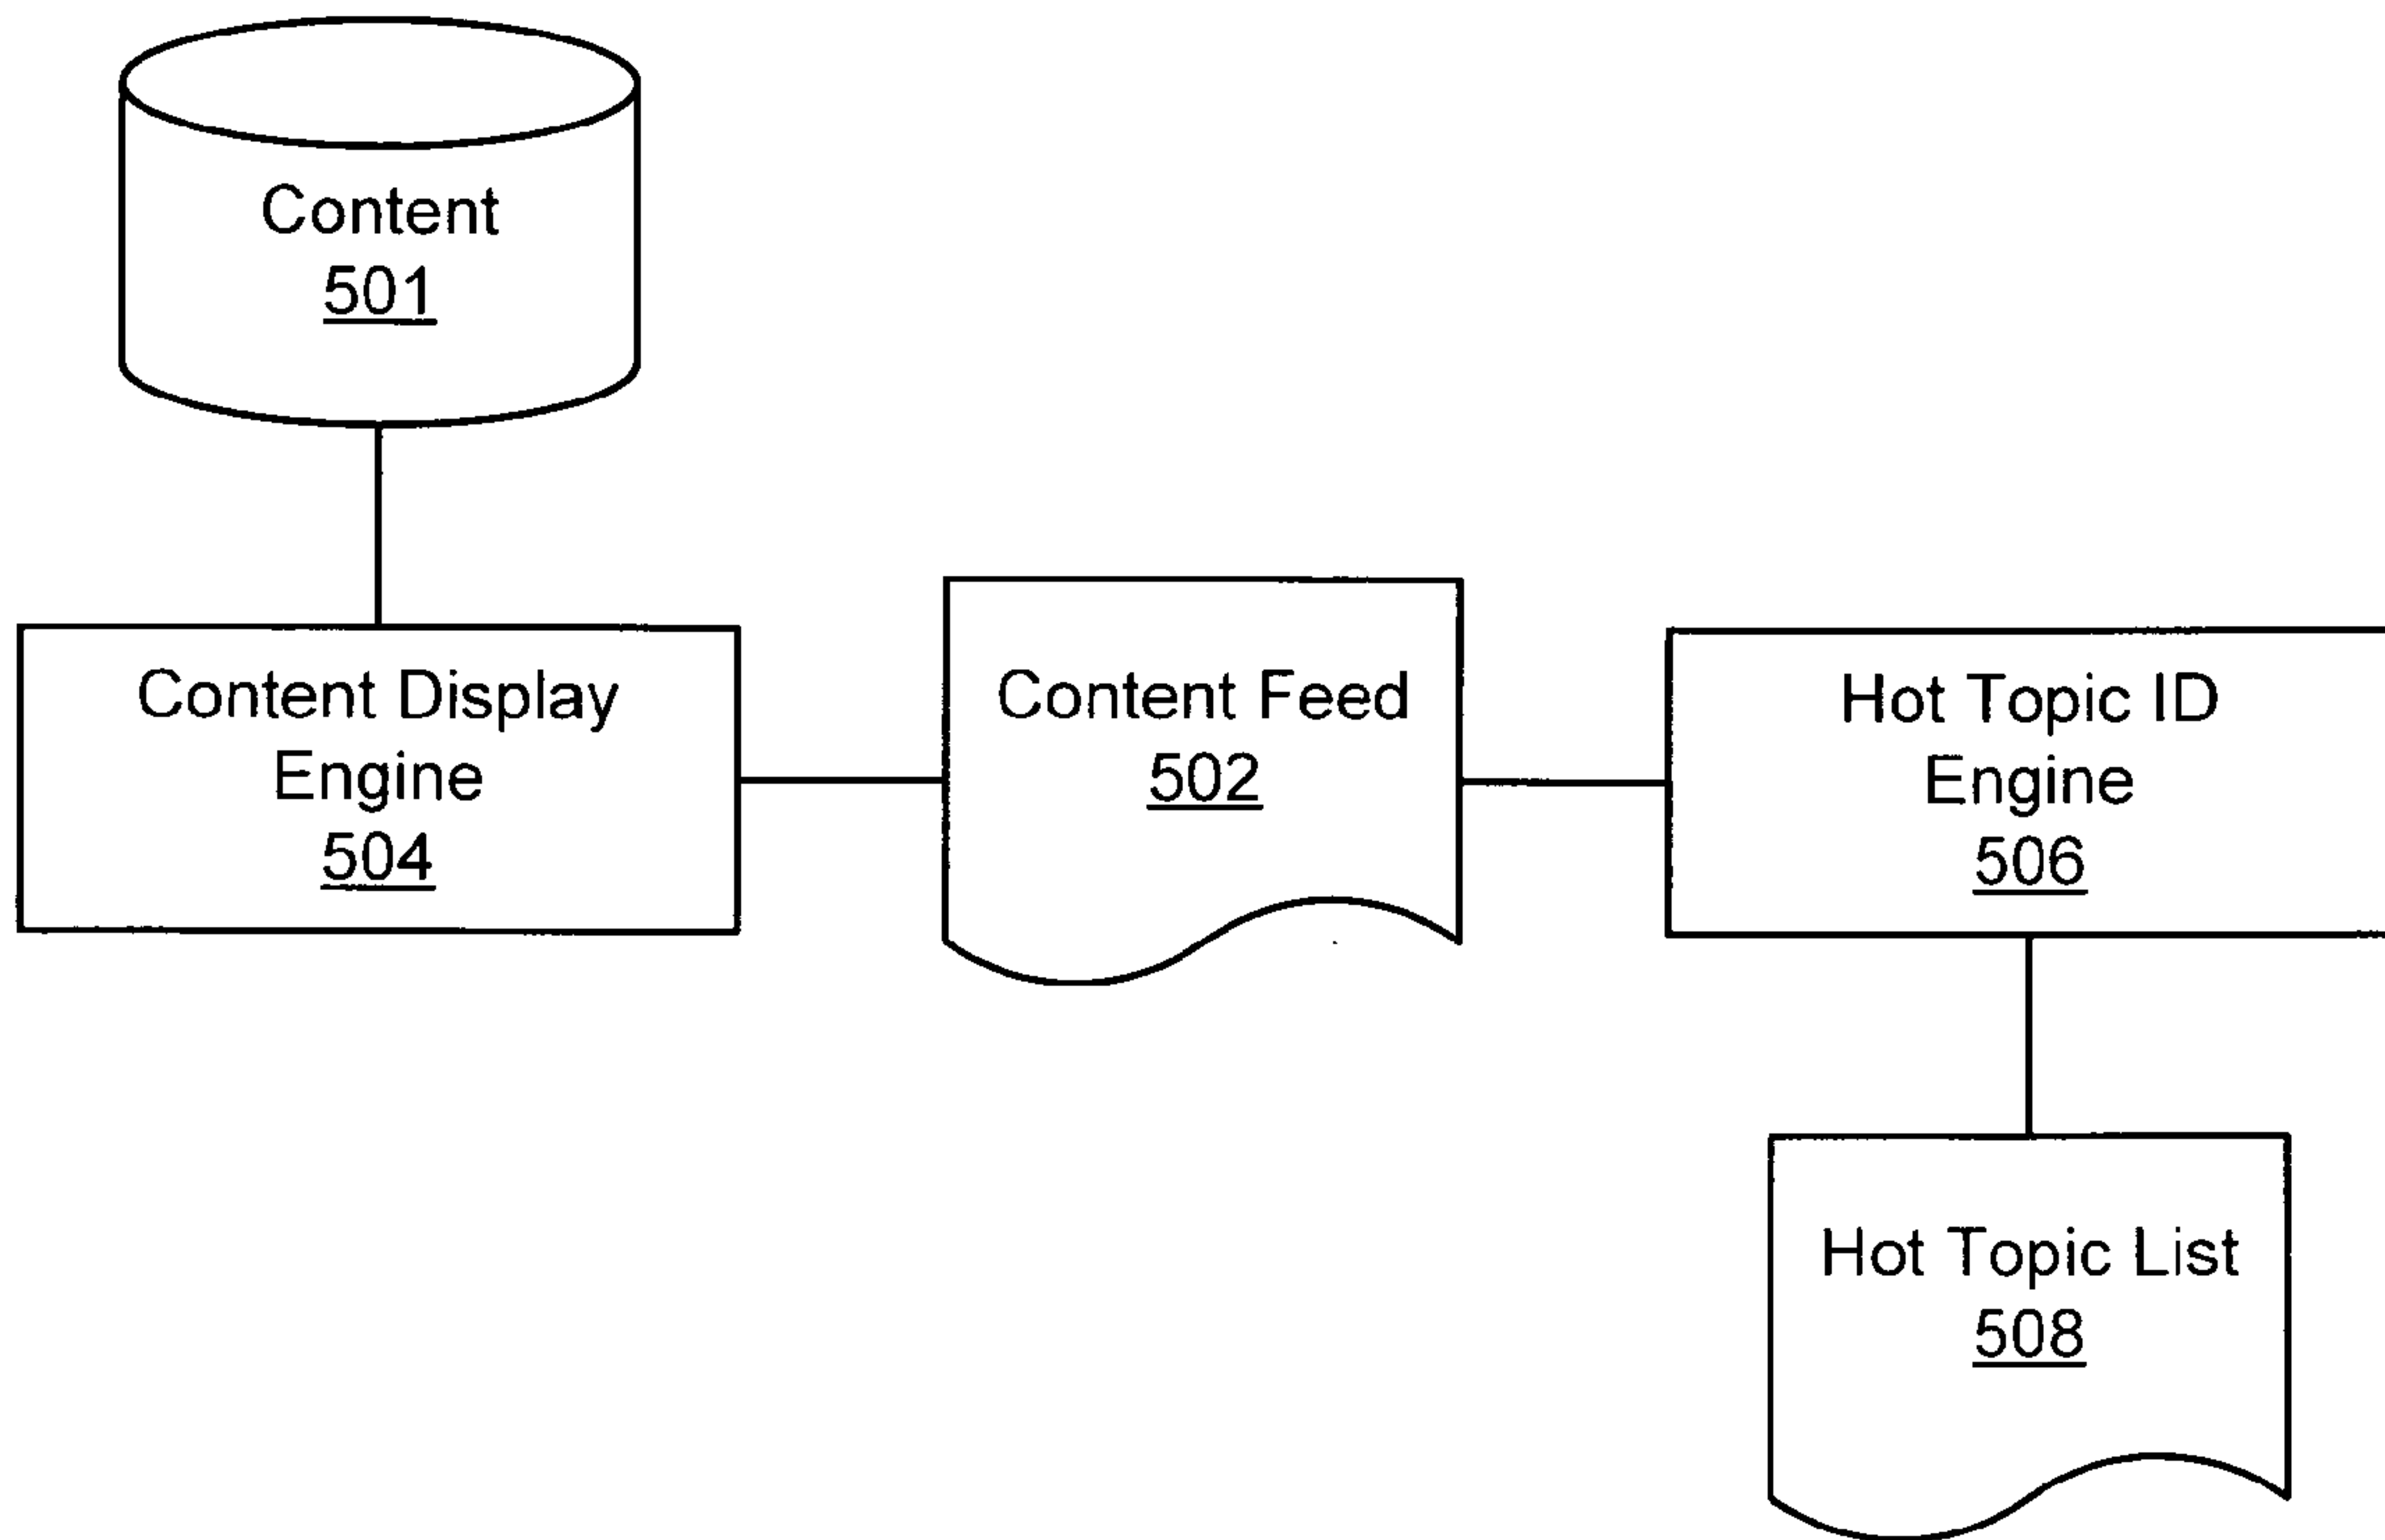 Content
501
Content Display
Engine
504
Content Feed
502
Hot Topic ID
Engine
506
Hot Topic List
508